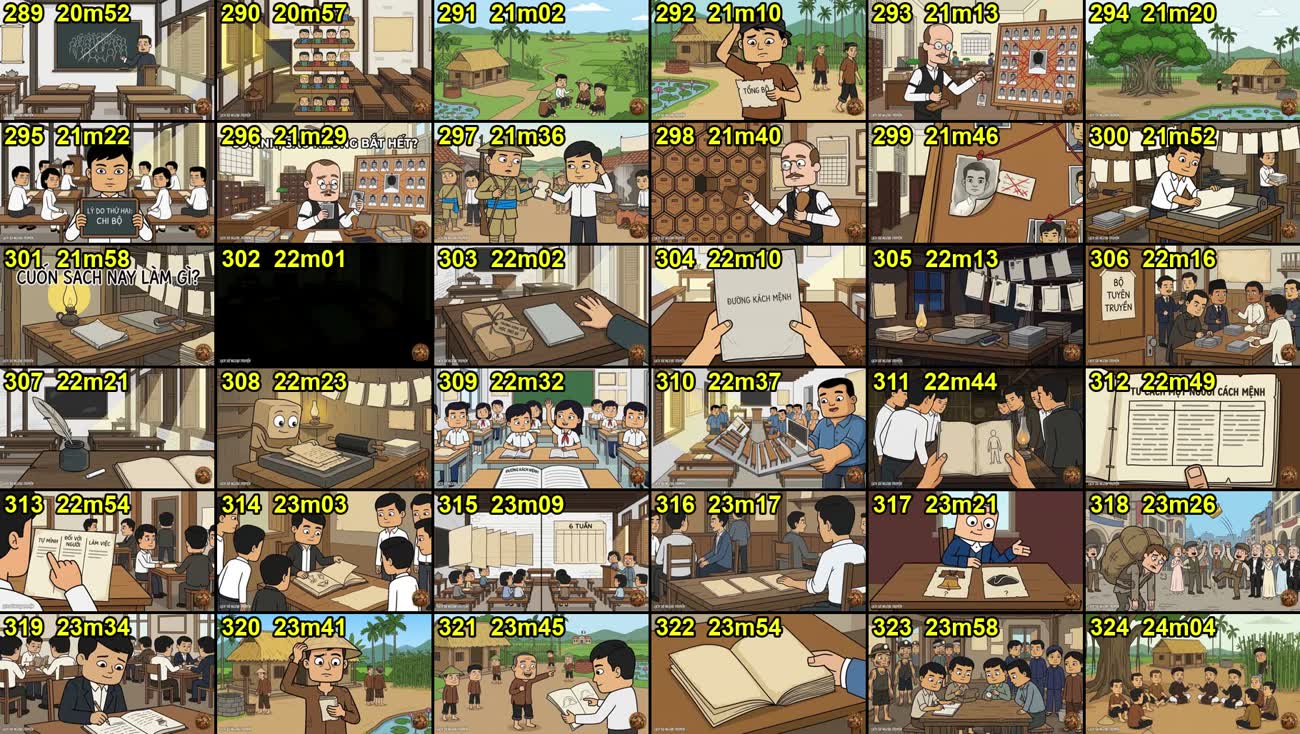 289 20m52
290 20m57
291 21m02
292 21m10
TỔNG BỘ
293 21m13
294 21m20
295 21m22
LÝ DO THỨ HAI:
CHI BỘ
296 21m29
KHÔNG BẮT HẾT?
297 21m36
298 21m40
299 21m46
300 21m52
301 21m58
CUỐN SÁCH NÀY LÀM GÌ?
302 22m01
303 22m02
304 22m10
ĐƯỜNG KÁCH MỆNH
305 22m13
306 22m16
BỘ
TUYÊN
TRUYỀN
307 22m21
308 22m23
309 22m32
ĐƯỜNG KÁCH MỆNH
310 22m37
311 22m44
312 22m49
TƯ CÁCH MỘT NGƯỜI CÁCH MỆNH
313 22m54
TỰ MÌNH
ĐỐI VỚI
NGƯỜI
LÀM VIỆC
314 23m03
315 23m09
6 TUẦN
316 23m17
317 23m21
?
?
318 23m26
319 23m34
320 23m41
321 23m45
322 23m54
323 23m58
324 24m04